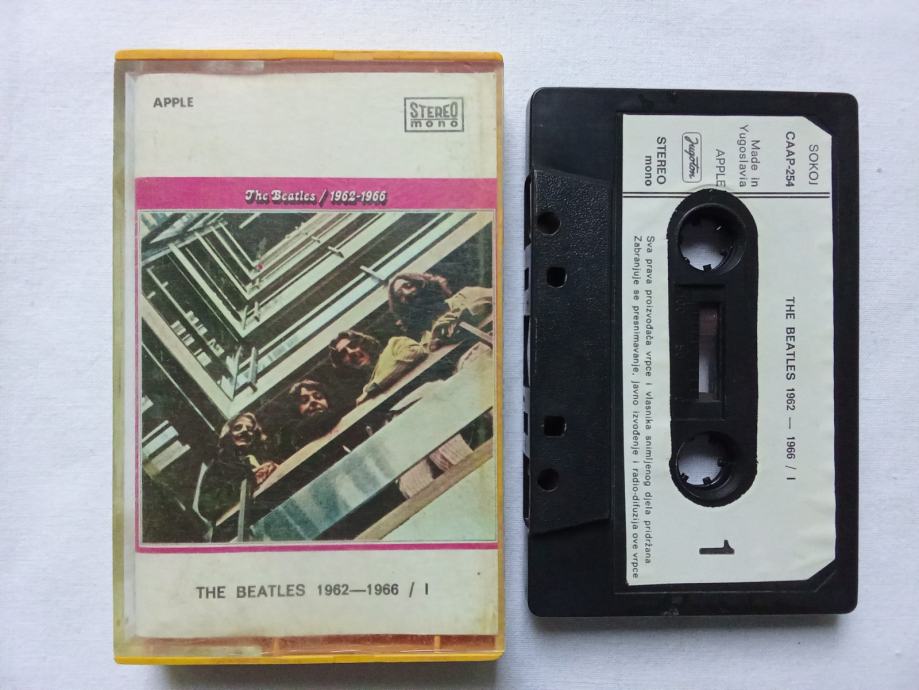 APPLE
STEREO
mono
The Beatles / 1962-1966
THE BEATLES 1962—1966 / I
SOKOJ
CAAP-254
Made in
Yugoslavia
Jugoton
APPLE
STEREO
mono
THE BEATLES 1962 — 1966 / I
1
Sva prava proizvođača vrpce i vlasnika snimljenog djela pridržana
Zabranjuje se presnimavanje, javno izvođenje i radio-difuzija ove vrpce